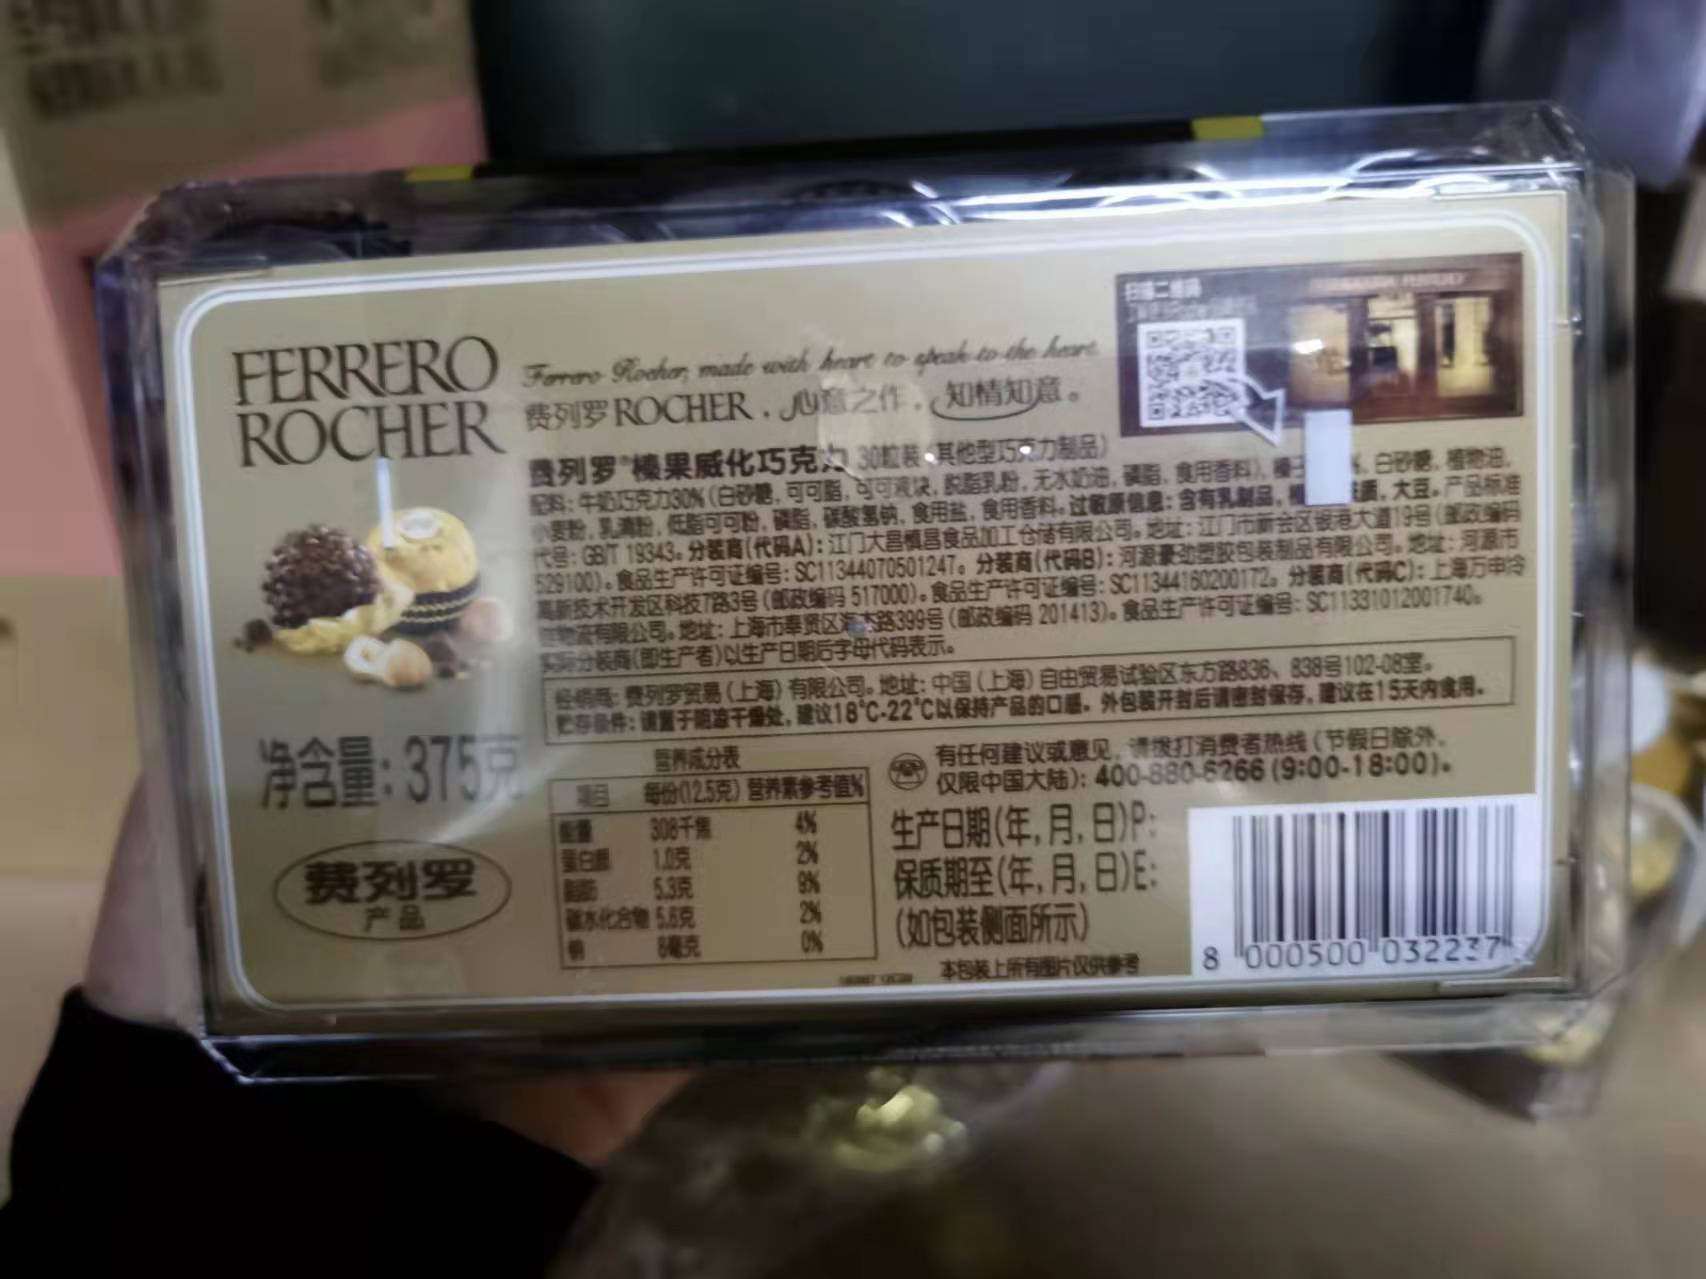 FERRERO
ROCHER
Ferrero Rocher, made with heart to speak to the heart.
费列罗ROCHER，心意之作，知情知意。
扫描二维码
费列罗®榛果威化巧克力 30粒装（其他型巧克力制品）
配料：牛奶巧克力30%（白砂糖，可可脂，可可液块，脱脂乳粉，无水奶油，磷脂，食用香料），榛子 %，白砂糖，植物油，
小麦粉，乳清粉，低脂可可粉，磷脂，碳酸氢钠，食用盐，食用香料。过敏原信息：含有乳制品， 质，大豆。产品标准
代号：GB/T 19343。分装商（代码A）：江门大昌慎昌食品加工仓储有限公司。地址：江门市新会区银港大道19号（邮政编码
529100）。食品生产许可证编号：SC11344070501247。分装商（代码B）：河源豪劲塑胶包装制品有限公司。地址：河源市
高新技术开发区科技7路3号（邮政编码 517000）。食品生产许可证编号：SC11344160200172。分装商（代码C）：上海万申冷
物流有限公司。地址：上海市奉贤区海杰路399号（邮政编码 201413）。食品生产许可证编号：SC11331012001740。
实际分装商（即生产者）以生产日期后字母代码表示。
经销商：费列罗贸易（上海）有限公司。地址：中国（上海）自由贸易试验区东方路836、838号102-08室。
贮存条件：请置于阴凉干燥处，建议18℃-22℃以保持产品的口感。外包装开封后请密封保存，建议在15天内食用。
净含量：375克
费列罗
产品
营养成分表
项目 每份(12.5克) 营养素参考值%
能量 308千焦 4%
蛋白质 1.0克 2%
脂肪 5.3克 9%
碳水化合物 5.6克 2%
钠 8毫克 0%
有任何建议或意见，请拨打消费者热线（节假日除外，
仅限中国大陆）：400-880-6266 (9:00-18:00)。
生产日期(年,月,日)P:
保质期至(年,月,日)E:
(如包装侧面所示)
本包装上所有图片仅供参考
8 000500 032237